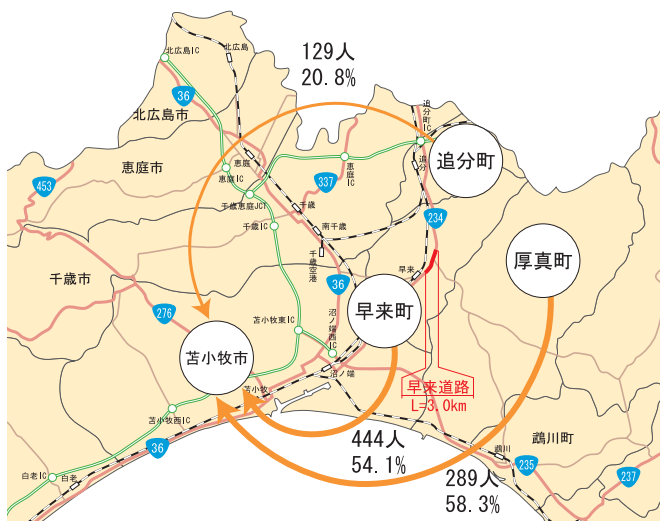 129人
20.8%
北広島IC
北広島
36
北広島市
追分町IC
追分
追分町
恵庭市
恵庭
恵庭IC
恵庭IC
337
千歳恵庭JCT
453
千歳
234
千歳IC
南千歳
千歳空港
厚真町
千歳市
早来
36
276
早来町
沼ノ端西IC
苫小牧東IC
苫小牧市
沼ノ端
苫小牧
早来道路
L=3.0km
苫小牧西IC
36
444人
54.1%
鵡川町
鵡川
235
237
白老IC
白老
289人
58.3%